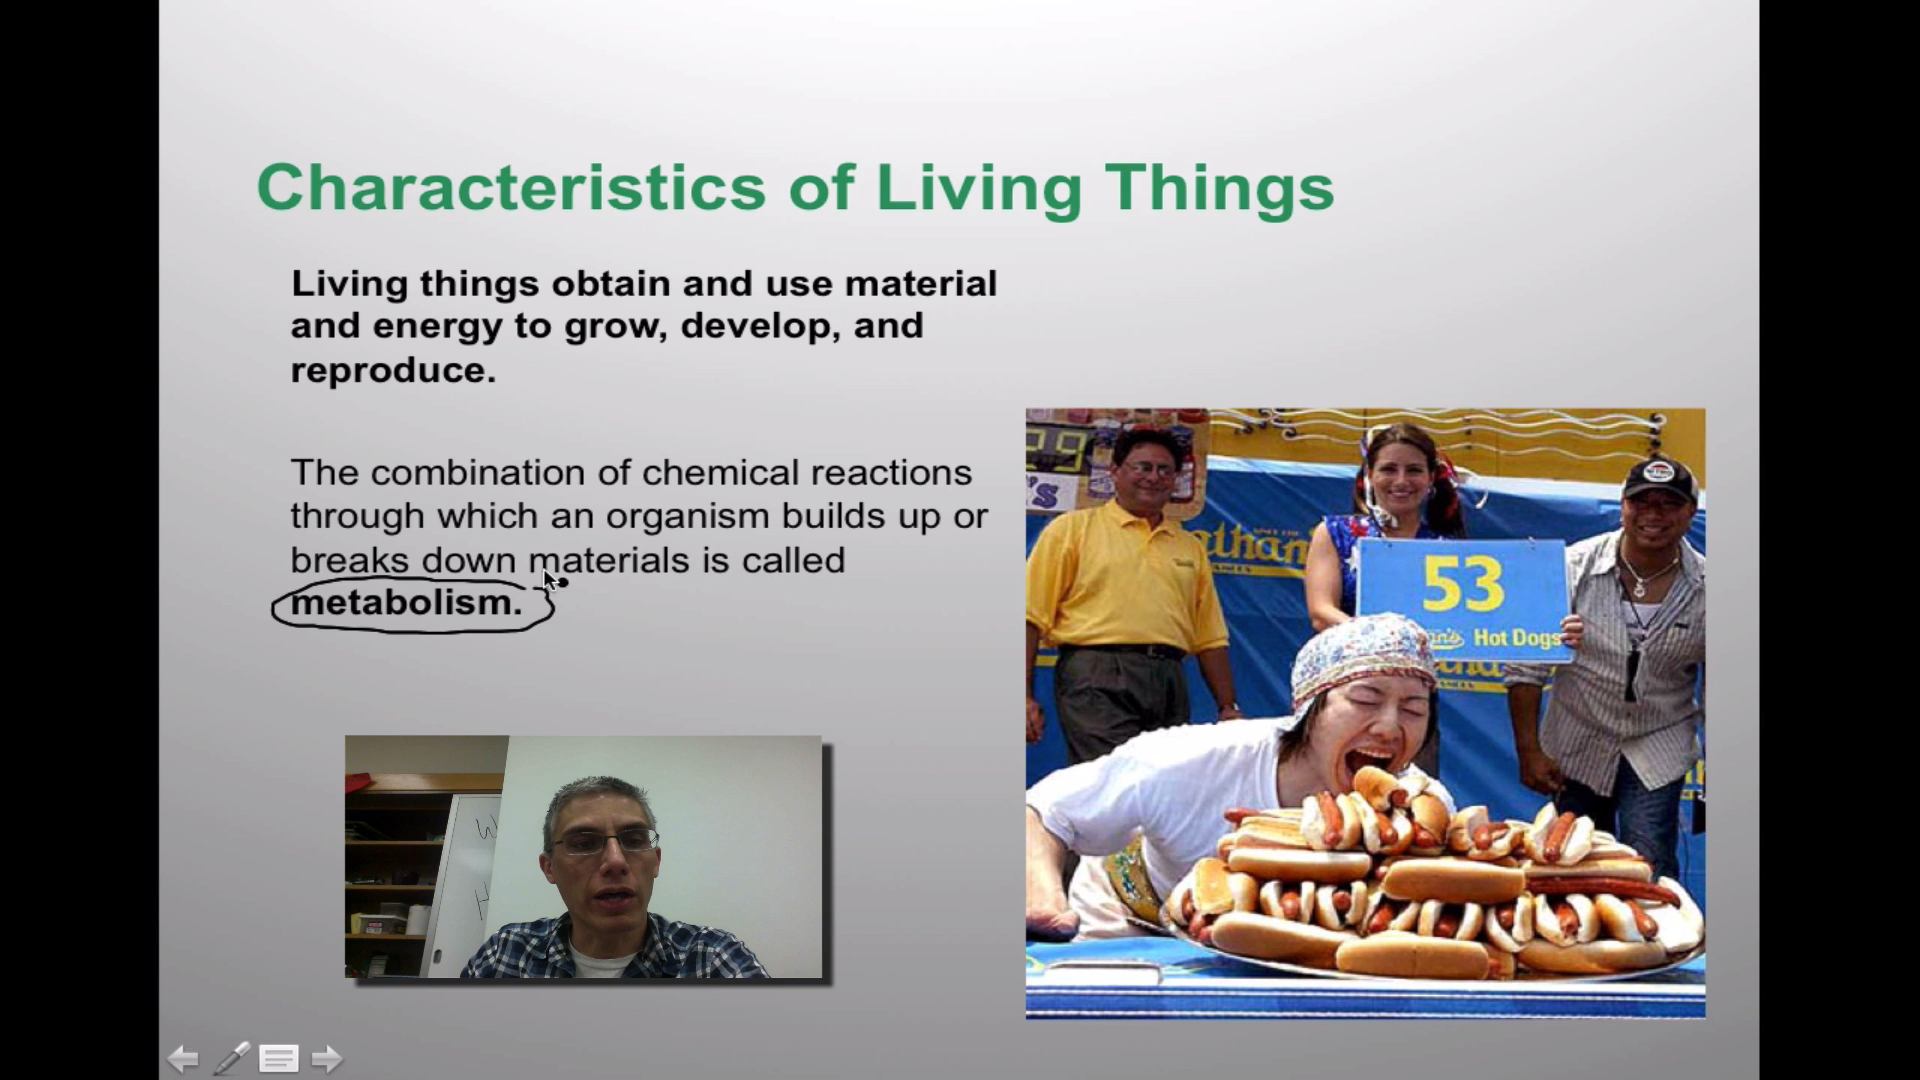 Characteristics of Living Things
Living things obtain and use material
and energy to grow, develop, and
reproduce.
The combination of chemical reactions
through which an organism builds up or
breaks down materials is called
metabolism.
53
Hot Dogs